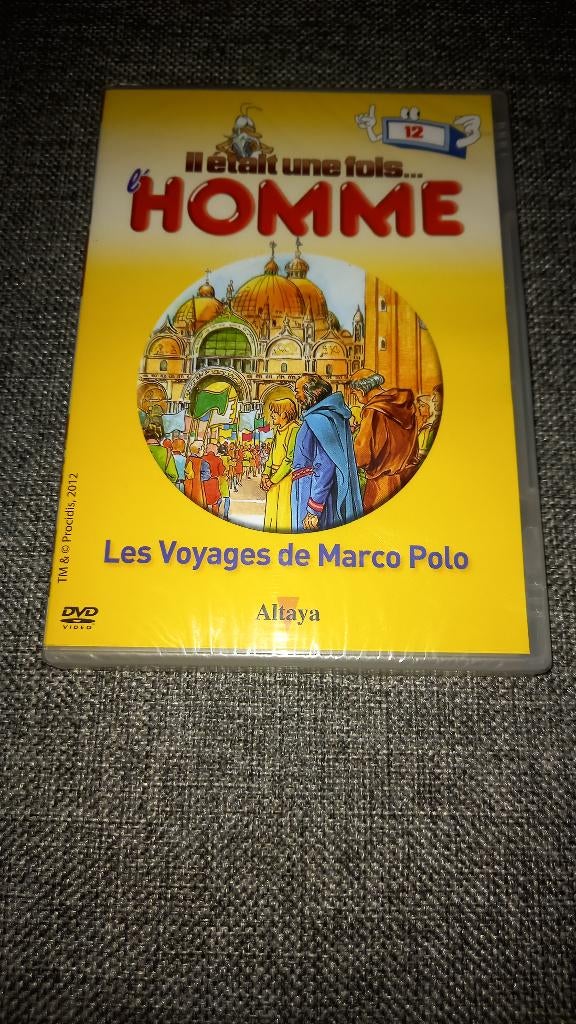 12
Il était une fois...
l'HOMME
TM & © Procidis, 2012
Les Voyages de Marco Polo
DVD
VIDEO
Altaya